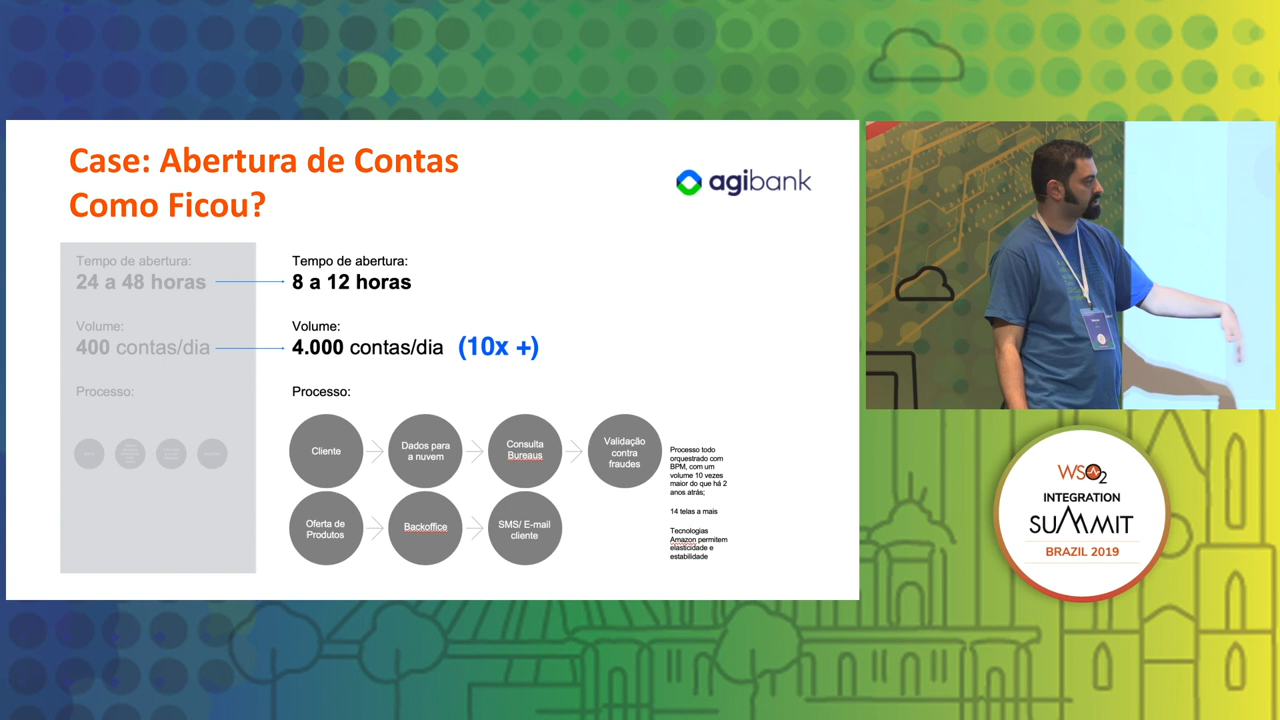 Case: Abertura de Contas
Como Ficou?
agibank
Tempo de abertura:
24 a 48 horas
Volume:
400 contas/dia
Processo:
Tempo de abertura:
8 a 12 horas
Volume:
4.000 contas/dia (10x +)
Processo:
Cliente
Dados para
a nuvem
Consulta
Bureaus
Validação
contra
fraudes
Oferta de
Produtos
Backoffice
SMS/ E-mail
cliente
Processo todo
orquestrado com
BPM, com um
volume 10 vezes
maior do que há 2
anos atrás;
14 telas a mais
Tecnologias
Amazon permitem
elasticidade e
estabilidade
WSO2
INTEGRATION
SUMMIT
BRAZIL 2019